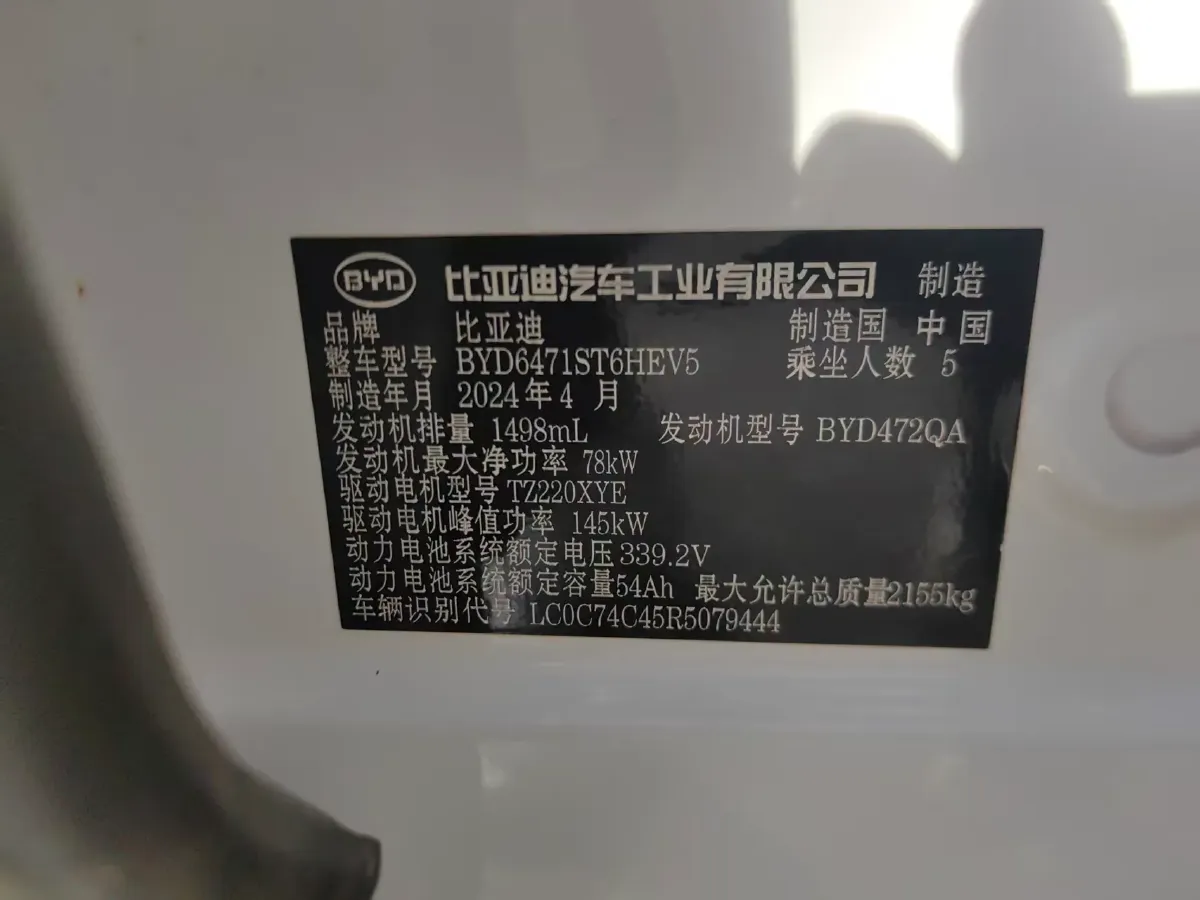 BYD 比亚迪汽车工业有限公司 制造
品牌 比亚迪 制造国 中国
整车型号 BYD6471ST6HEV5 乘坐人数 5
制造年月 2024年4月
发动机排量 1498mL 发动机型号 BYD472QA
发动机最大净功率 78kW
驱动电机型号 TZ220XYE
驱动电机峰值功率 145kW
动力电池系统额定电压 339.2V
动力电池系统额定容量 54Ah 最大允许总质量 2155kg
车辆识别代号 LC0C74C45R5079444